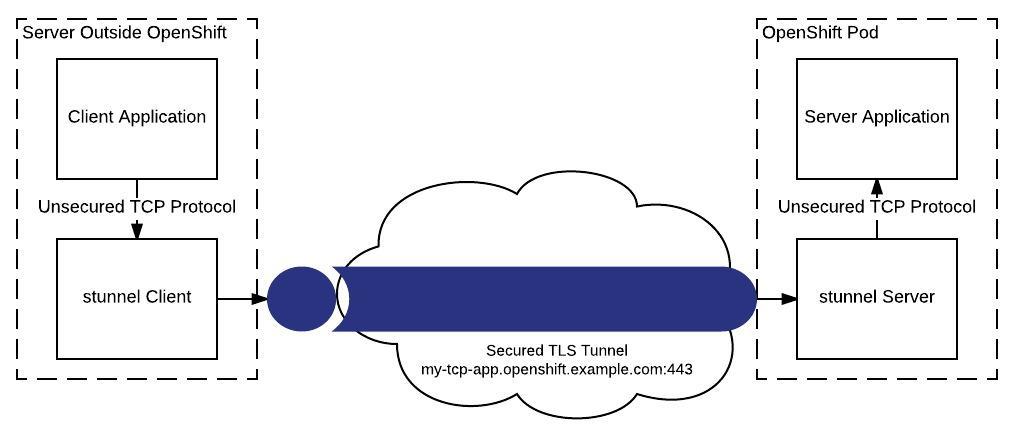 Server Outside OpenShift
Client Application
Unsecured TCP Protocol
stunnel Client
Secured TLS Tunnel
my-tcp-app.openshift.example.com:443
OpenShift Pod
Server Application
Unsecured TCP Protocol
stunnel Server